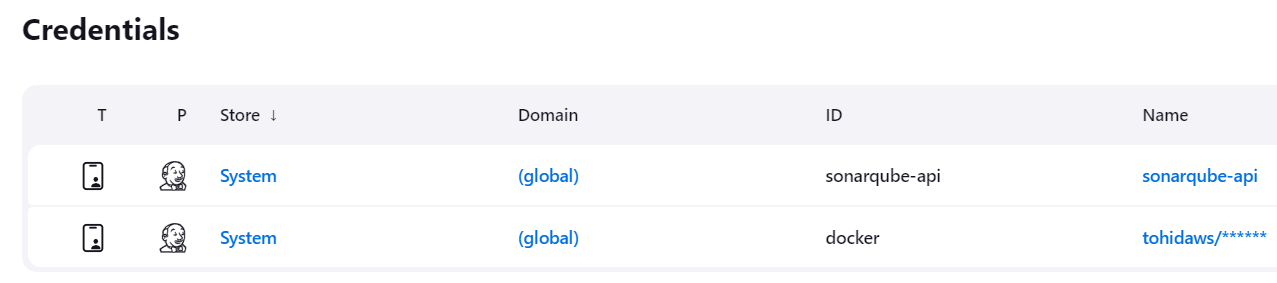 Credentials
T P Store ↓ Domain ID Name
System (global) sonarqube-api sonarqube-api
System (global) docker tohidaws/******